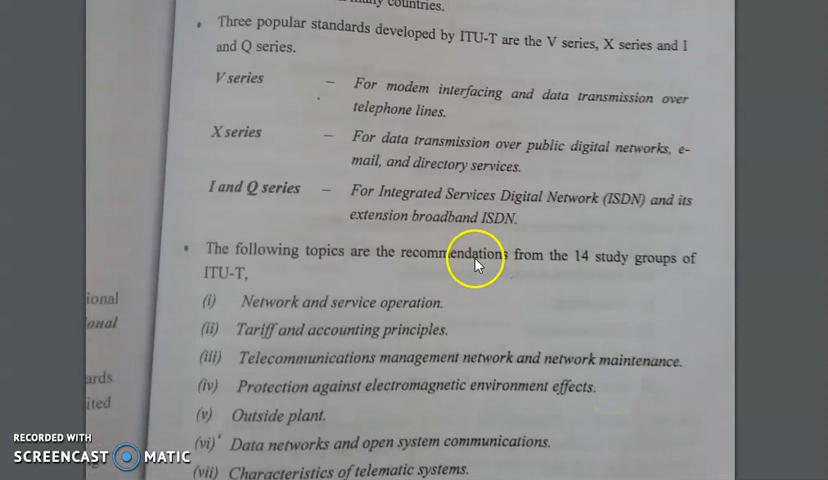 many countries.
• Three popular standards developed by ITU-T are the V series, X series and I
and Q series.
V series – For modem interfacing and data transmission over
telephone lines.
X series – For data transmission over public digital networks, e-
mail, and directory services.
I and Q series – For Integrated Services Digital Network (ISDN) and its
extension broadband ISDN.
• The following topics are the recommendations from the 14 study groups of
ITU-T,
(i) Network and service operation.
(ii) Tariff and accounting principles.
(iii) Telecommunications management network and network maintenance.
(iv) Protection against electromagnetic environment effects.
(v) Outside plant.
(vi) Data networks and open system communications.
(vii) Characteristics of telematic systems.
ional
onal
ards
ited
RECORDED WITH
SCREENCAST MATIC